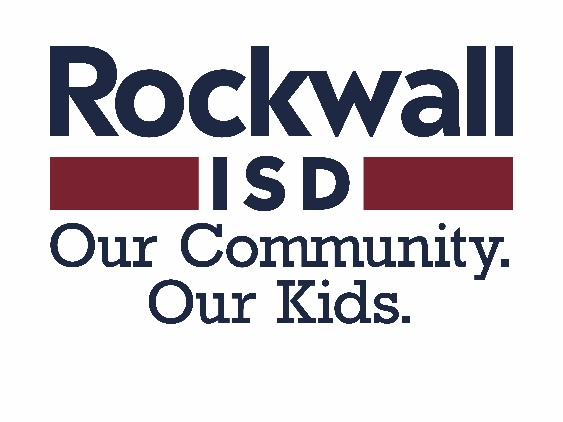 Rockwall
ISD
Our Community.
Our Kids.